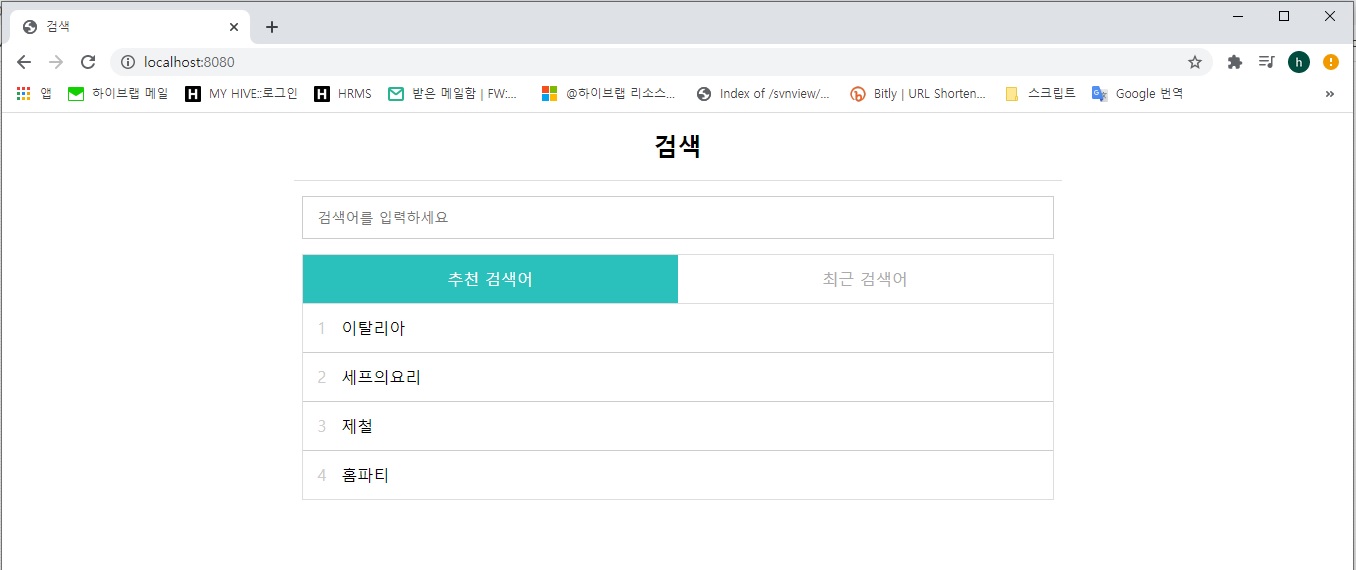 검색
localhost:8080
h
앱 하이브랩 메일 MY HIVE::로그인 HRMS 받은 메일함 | FW:... @하이브랩 리소스... Index of /svnview/... Bitly | URL Shorten... 스크립트 Google 번역 »
검색
검색어를 입력하세요
추천 검색어 최근 검색어
1 이탈리아
2 세프의요리
3 제철
4 홈파티